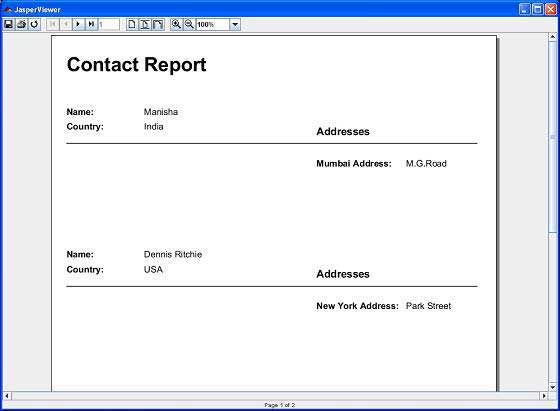 JasperViewer
1
100%
Contact Report
Name: Manisha
Country: India
Addresses
Mumbai Address: M.G.Road
Name: Dennis Ritchie
Country: USA
Addresses
New York Address: Park Street
Page 1 of 2